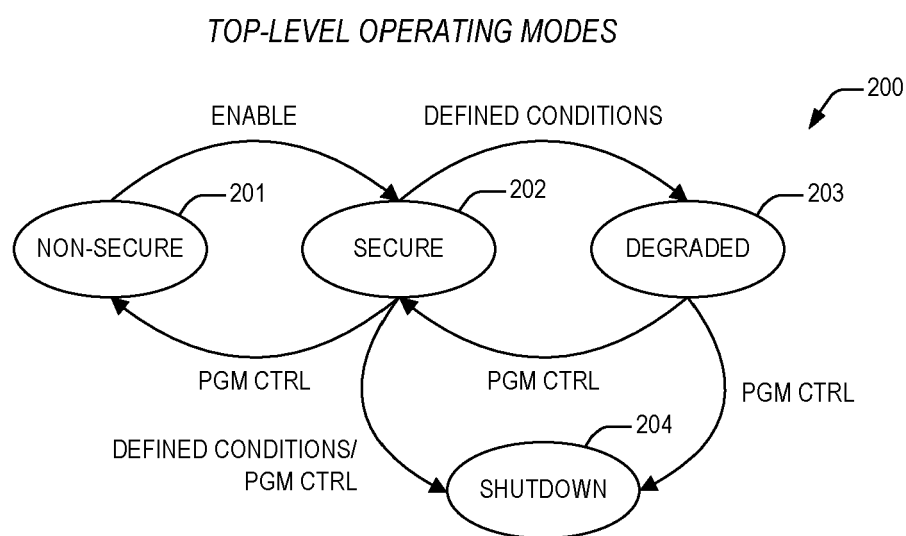 TOP-LEVEL OPERATING MODES
200
ENABLE
DEFINED CONDITIONS
201
202
203
NON-SECURE
SECURE
DEGRADED
PGM CTRL
PGM CTRL
PGM CTRL
204
DEFINED CONDITIONS/
PGM CTRL
SHUTDOWN